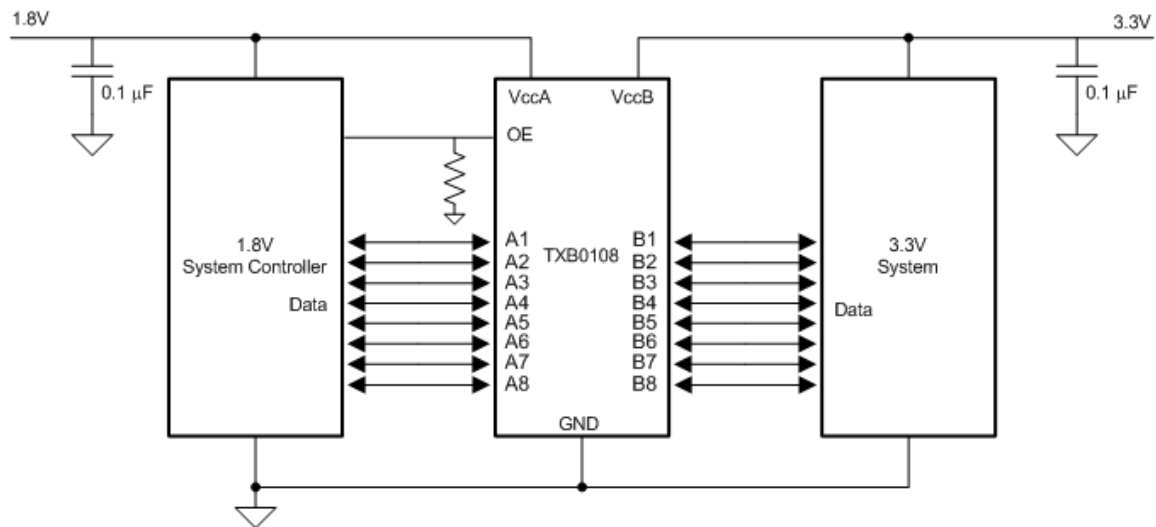 1.8V
3.3V
0.1 μF
0.1 μF
VccA VccB
OE
1.8V
System Controller
Data
TXB0108
A1
A2
A3
A4
A5
A6
A7
A8
B1
B2
B3
B4
B5
B6
B7
B8
GND
3.3V
System
Data